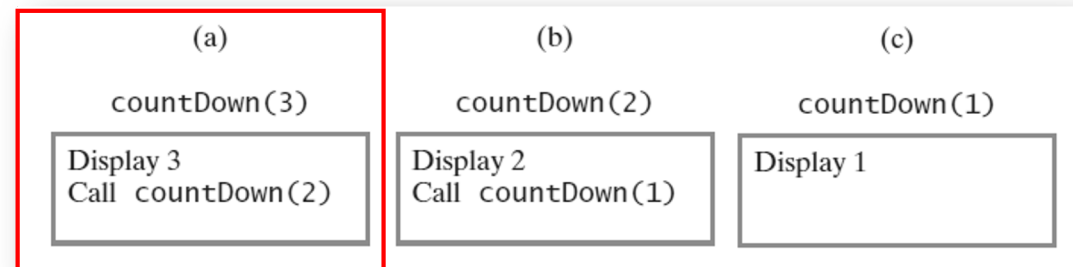 (a)
countDown(3)
Display 3
Call countDown(2)
(b)
countDown(2)
Display 2
Call countDown(1)
(c)
countDown(1)
Display 1